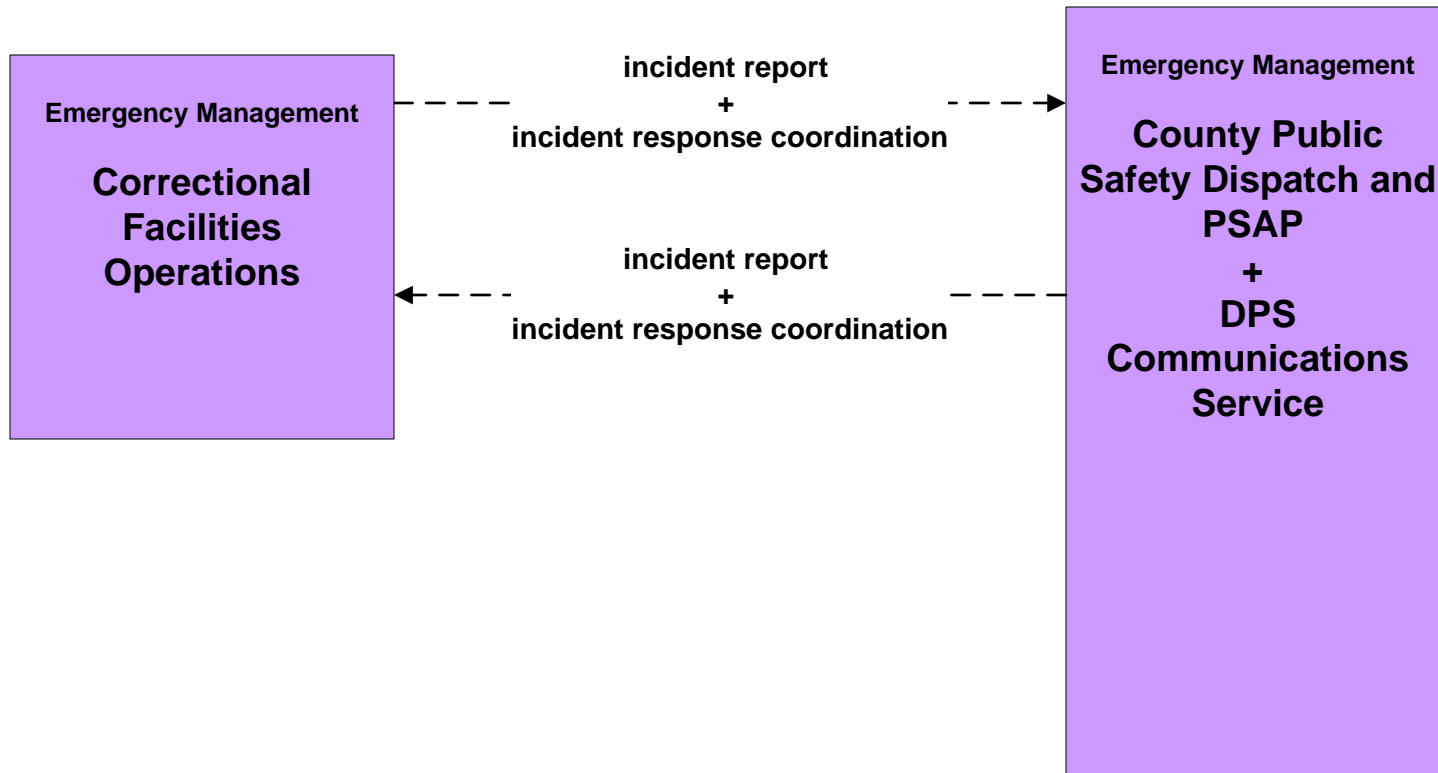 Emergency Management
Correctional
Facilities
Operations
incident report
+
incident response coordination
incident report
+
incident response coordination
Emergency Management
County Public
Safety Dispatch and
PSAP
+
DPS
Communications
Service